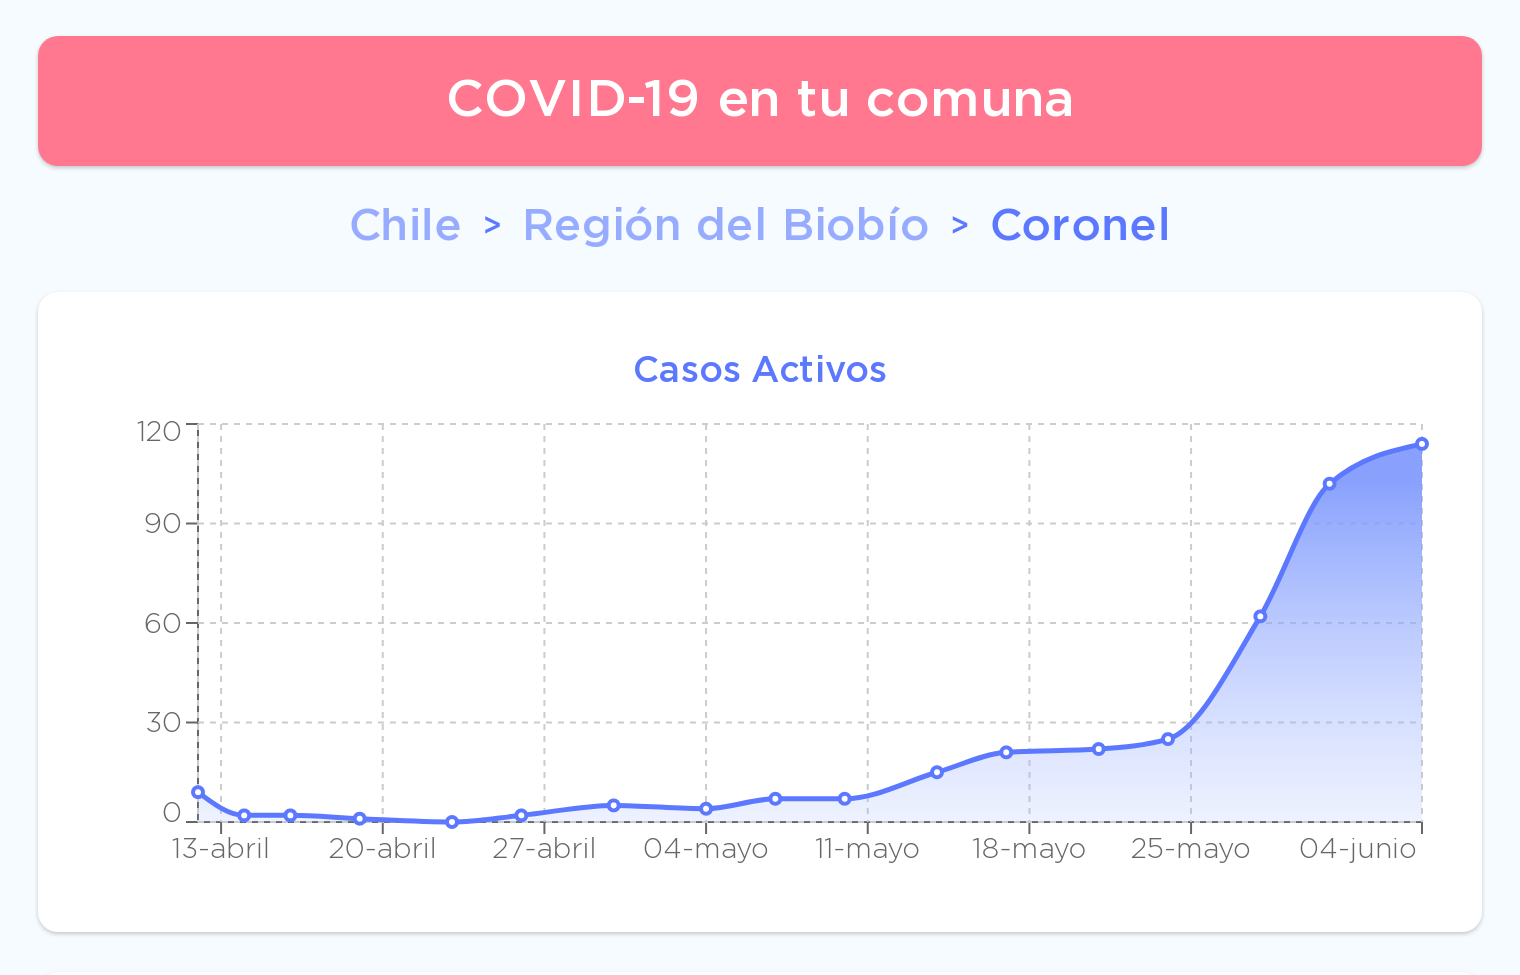 COVID-19 en tu comuna
Chile > Región del Biobío > Coronel
Casos Activos
120
90
60
30
0
13-abril 20-abril 27-abril 04-mayo 11-mayo 18-mayo 25-mayo 04-junio